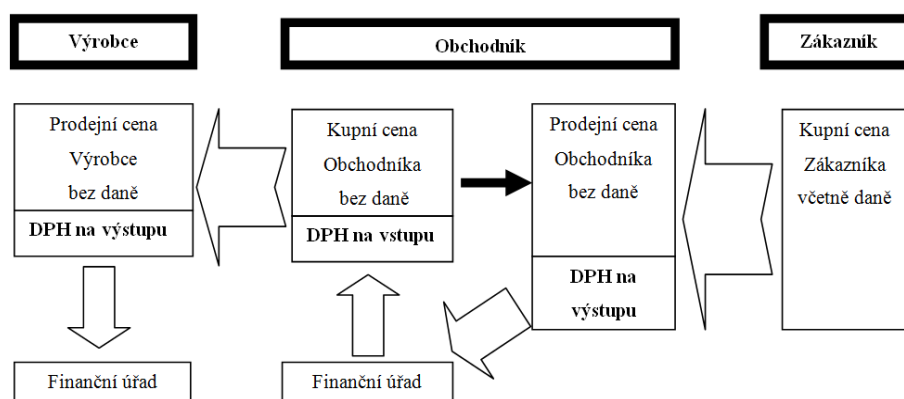 Výrobce
Obchodník
Zákazník
Prodejní cena
Výrobce
bez daně
DPH na výstupu
Kupní cena
Obchodníka
bez daně
DPH na vstupu
Prodejní cena
Obchodníka
bez daně
DPH na
výstupu
Kupní cena
Zákazníka
včetně daně
Finanční úřad
Finanční úřad